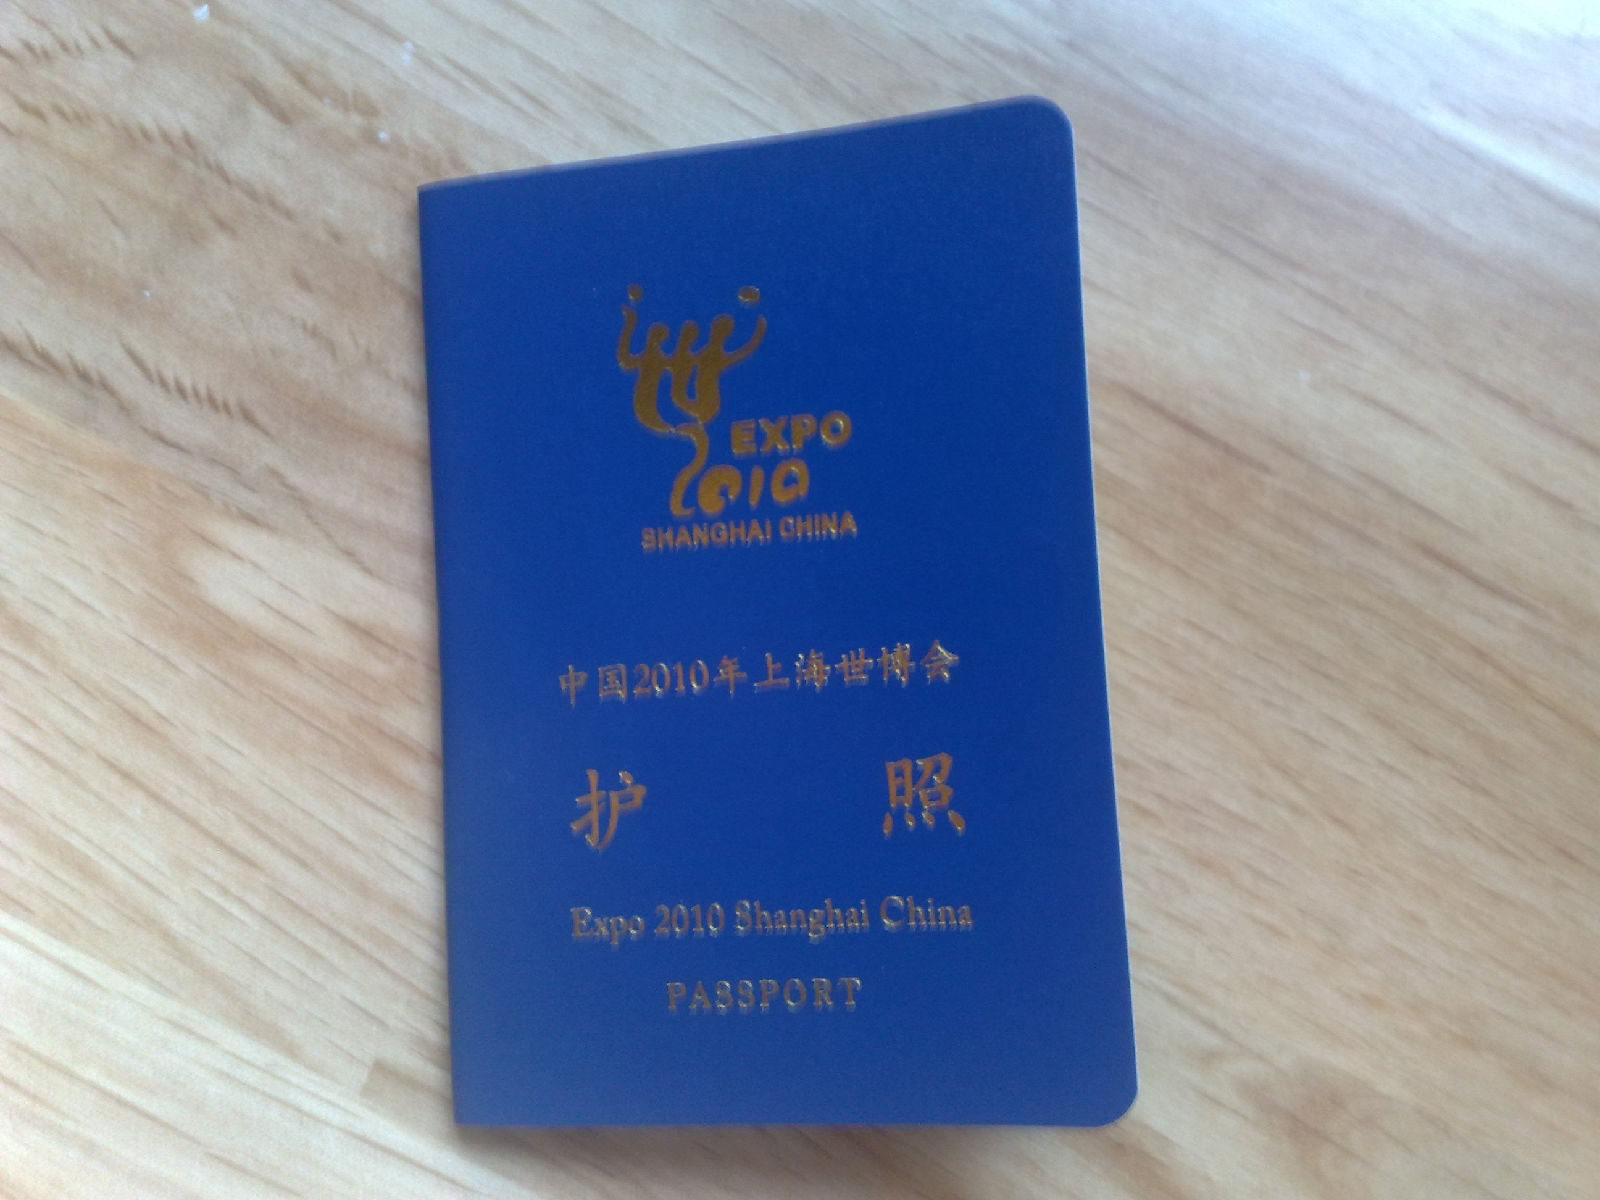 EXPO
2010
SHANGHAI CHINA
中国2010年上海世博会
护 照
Expo 2010 Shanghai China
PASSPORT